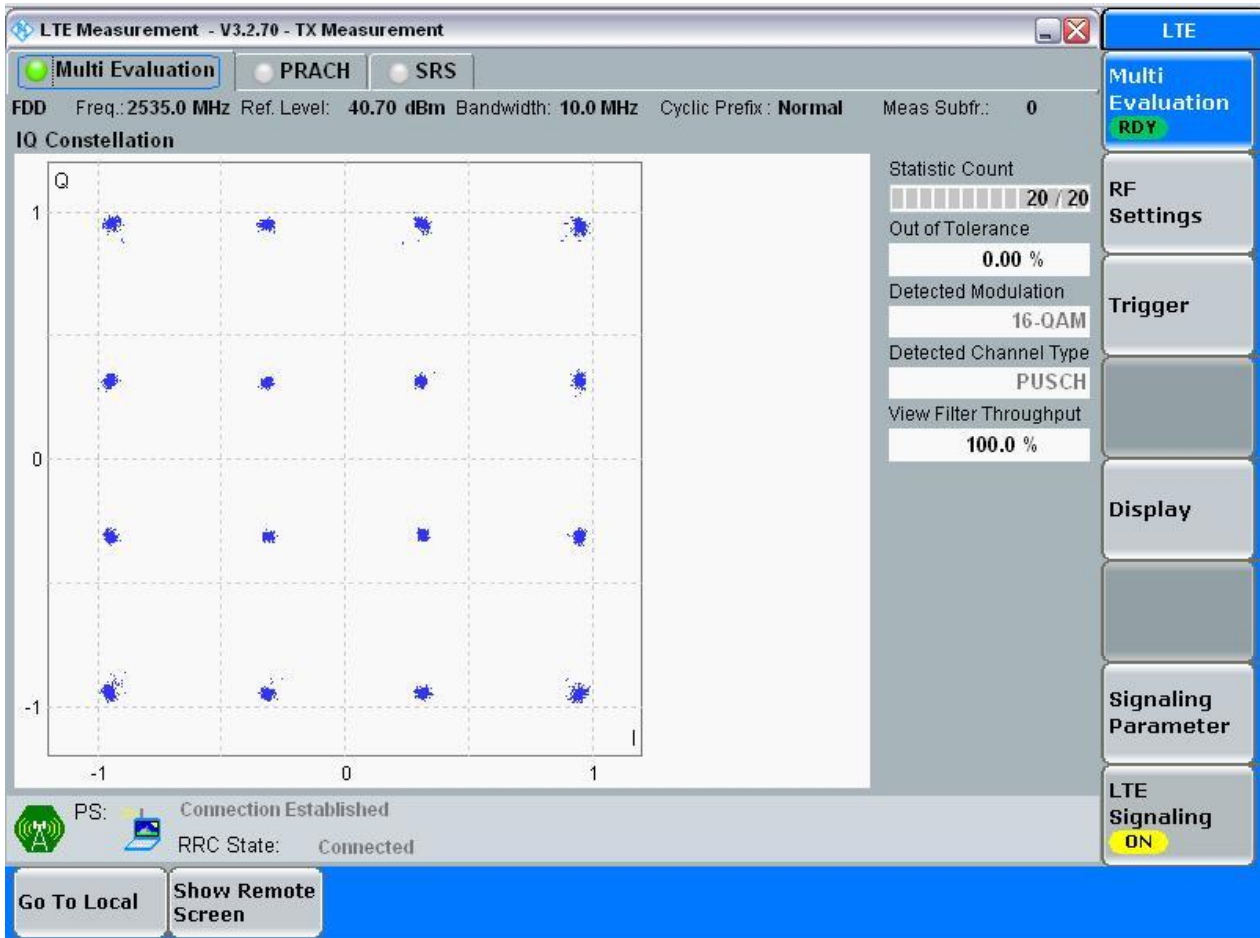 LTE Measurement - V3.2.70 - TX Measurement
LTE
Multi Evaluation
PRACH
SRS
FDD Freq.: 2535.0 MHz Ref. Level: 40.70 dBm Bandwidth: 10.0 MHz Cyclic Prefix : Normal Meas Subfr.: 0
IQ Constellation
Q
1
0
-1
I
-1 0 1
Statistic Count
20 / 20
Out of Tolerance
0.00 %
Detected Modulation
16-QAM
Detected Channel Type
PUSCH
View Filter Throughput
100.0 %
Multi
Evaluation
RDY
RF
Settings
Trigger
Display
Signaling
Parameter
LTE
Signaling
ON
PS: Connection Established
RRC State: Connected
Go To Local
Show Remote
Screen